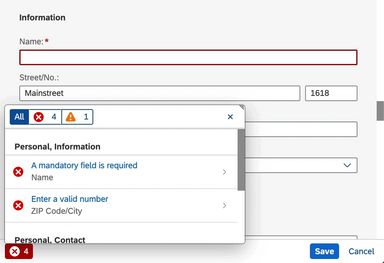 Information
Name: *
Street/No.:
Mainstreet
1618
All
4
1
Personal, Information
A mandatory field is required
Name
Enter a valid number
ZIP Code/City
Personal, Contact
4
Save
Cancel